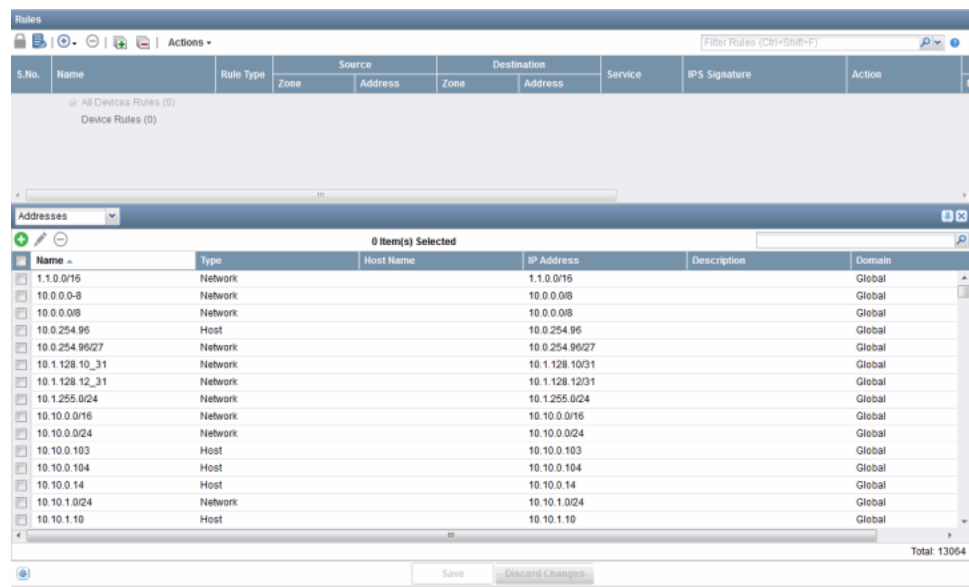 Rules
Actions
Filter Rules (Ctrl+Shift+F)
S.No. Name Rule Type Source Destination Service IPS Signature Action
Zone Address Zone Address
All Devices Rules (0)
Device Rules (0)
Addresses
0 Item(s) Selected
Name Type Host Name IP Address Description Domain
1.1.0.0/16 Network 1.1.0.0/16 Global
10.0.0.0-8 Network 10.0.0.0/8 Global
10.0.0.0/8 Network 10.0.0.0/8 Global
10.0.254.96 Host 10.0.254.96 Global
10.0.254.96/27 Network 10.0.254.96/27 Global
10.1.128.10_31 Network 10.1.128.10/31 Global
10.1.128.12_31 Network 10.1.128.12/31 Global
10.1.255.0/24 Network 10.1.255.0/24 Global
10.10.0.0/16 Network 10.10.0.0/16 Global
10.10.0.0/24 Network 10.10.0.0/24 Global
10.10.0.103 Host 10.10.0.103 Global
10.10.0.104 Host 10.10.0.104 Global
10.10.0.14 Host 10.10.0.14 Global
10.10.1.0/24 Network 10.10.1.0/24 Global
10.10.1.10 Host 10.10.1.10 Global
Total: 13064
Save Discard Changes